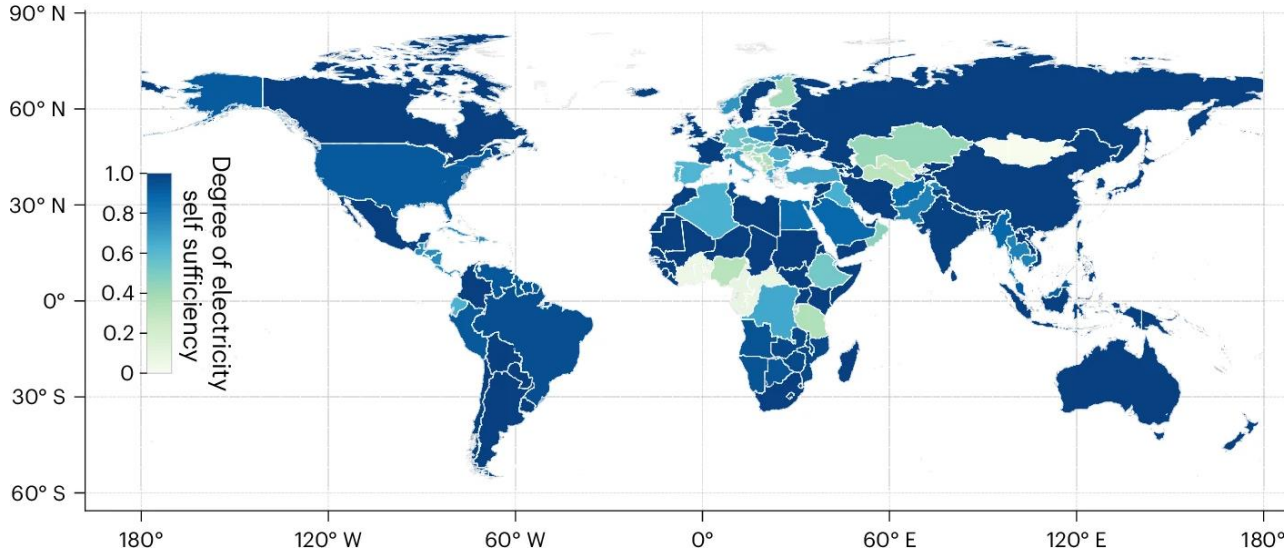 90° N
60° N
30° N
0°
30° S
60° S
Degree of electricity
self sufficiency
1.0
0.8
0.6
0.4
0.2
0
180°
120° W
60° W
0°
60° E
120° E
180°